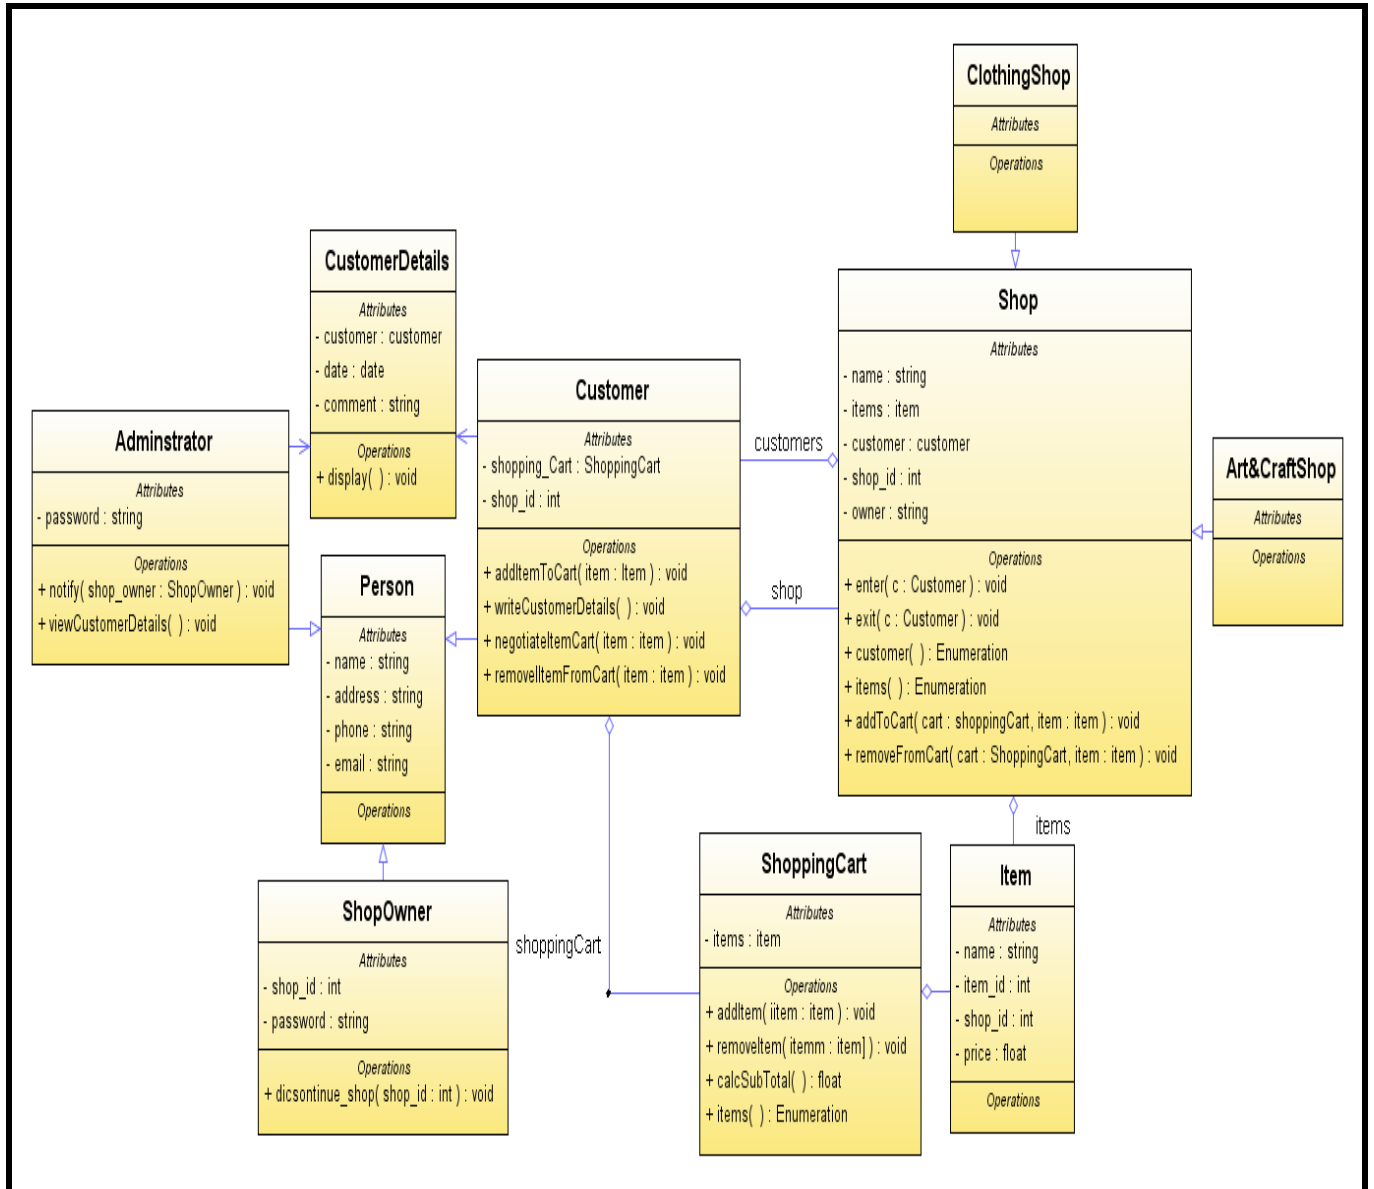 ClothingShop
Attributes
Operations
CustomerDetails
Attributes
- customer : customer
- date : date
- comment : string
Operations
+ display( ) : void
Shop
Attributes
- name : string
- items : item
- customer : customer
- shop_id : int
- owner : string
Operations
+ enter( c : Customer ) : void
+ exit( c : Customer ) : void
+ customer( ) : Enumeration
+ items( ) : Enumeration
+ addToCart( cart : shoppingCart, item : item ) : void
+ removeFromCart( cart : ShoppingCart, item : item ) : void
Customer
Attributes
- shopping_Cart : ShoppingCart
- shop_id : int
Operations
+ addItemToCart( item : Item ) : void
+ writeCustomerDetails( ) : void
+ negotiateItemCart( item : item ) : void
+ removeIItemFromCart( item : item ) : void
customers
shop
Adminstrator
Attributes
- password : string
Operations
+ notify( shop_owner : ShopOwner ) : void
+ viewCustomerDetails( ) : void
Art&CraftShop
Attributes
Operations
Person
Attributes
- name : string
- address : string
- phone : string
- email : string
Operations
items
ShoppingCart
Attributes
- items : item
Operations
+ addItem( iitem : item ) : void
+ removeItem( itemm : item] ) : void
+ calcSubTotal( ) : float
+ items( ) : Enumeration
Item
Attributes
- name : string
- item_id : int
- shop_id : int
- price : float
Operations
ShopOwner
Attributes
- shop_id : int
- password : string
Operations
+ dicsontinue_shop( shop_id : int ) : void
shoppingCart